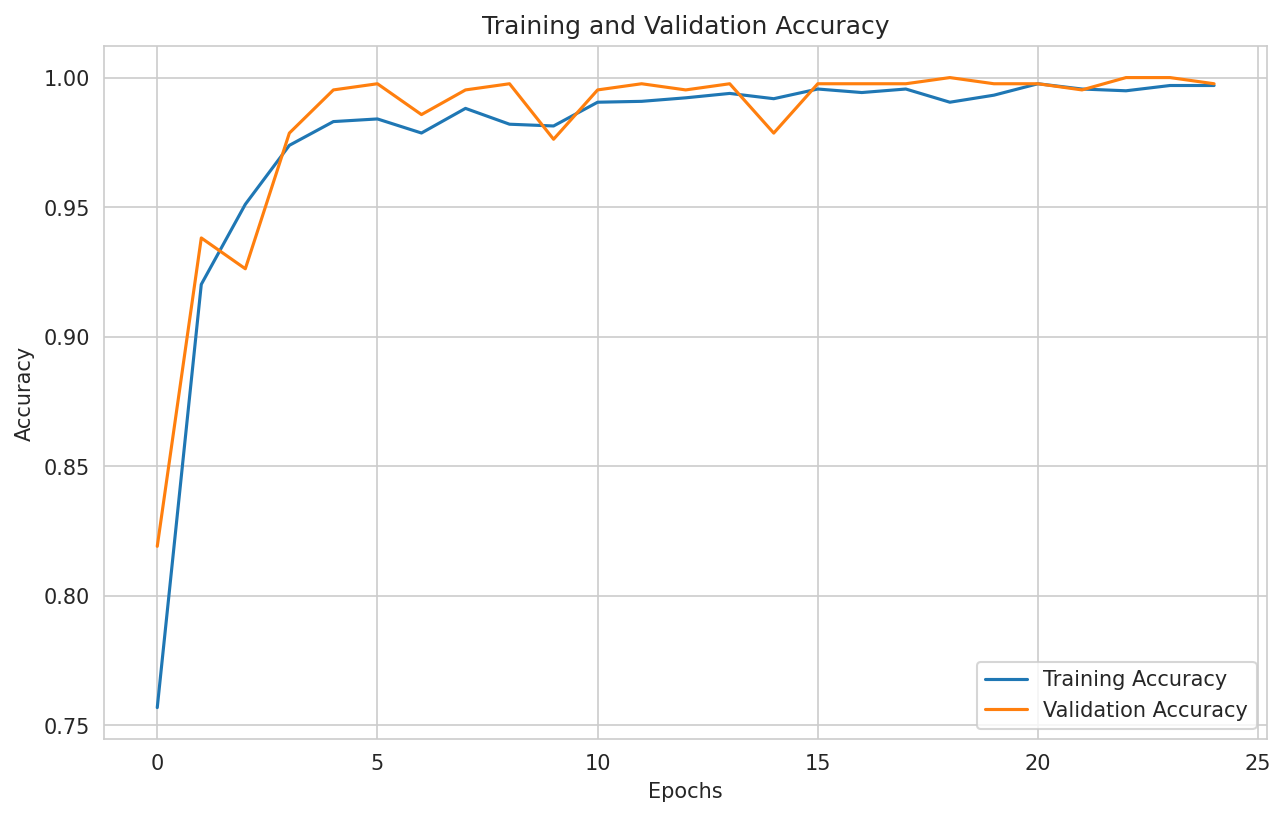 Training and Validation Accuracy
1.00
0.95
0.90
0.85
0.80
0.75
Accuracy
Training Accuracy
Validation Accuracy
0 5 10 15 20 25
Epochs